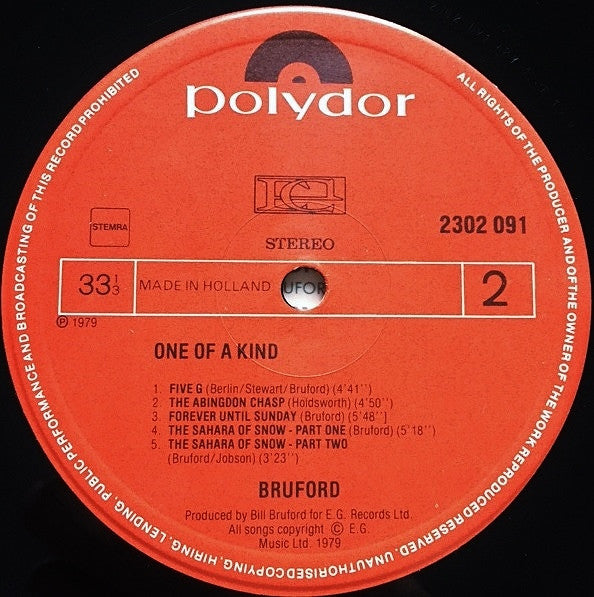 polydor
EG
STEMRA
STEREO
2302 091
33 1/3
MADE IN HOLLAND
UFOR
2
℗ 1979
ONE OF A KIND
1. FIVE G (Berlin/Stewart/Bruford) (4'41'')
2. THE ABINGDON CHASP (Holdsworth) (4'50'')
3. FOREVER UNTIL SUNDAY (Bruford) (5'48'']
4. THE SAHARA OF SNOW - PART ONE (Bruford) (5'18'')
5. THE SAHARA OF SNOW - PART TWO
(Bruford/Jobson) (3'23'')
BRUFORD
Produced by Bill Bruford for E.G. Records Ltd.
All songs copyright © E.G.
Music Ltd. 1979
ALL RIGHTS OF THE PRODUCER AND OF THE OWNER OF THE WORK REPRODUCED RESERVED. UNAUTHORISED COPYING, HIRING, LENDING, PUBLIC PERFORMANCE AND BROADCASTING OF THIS RECORD PROHIBITED